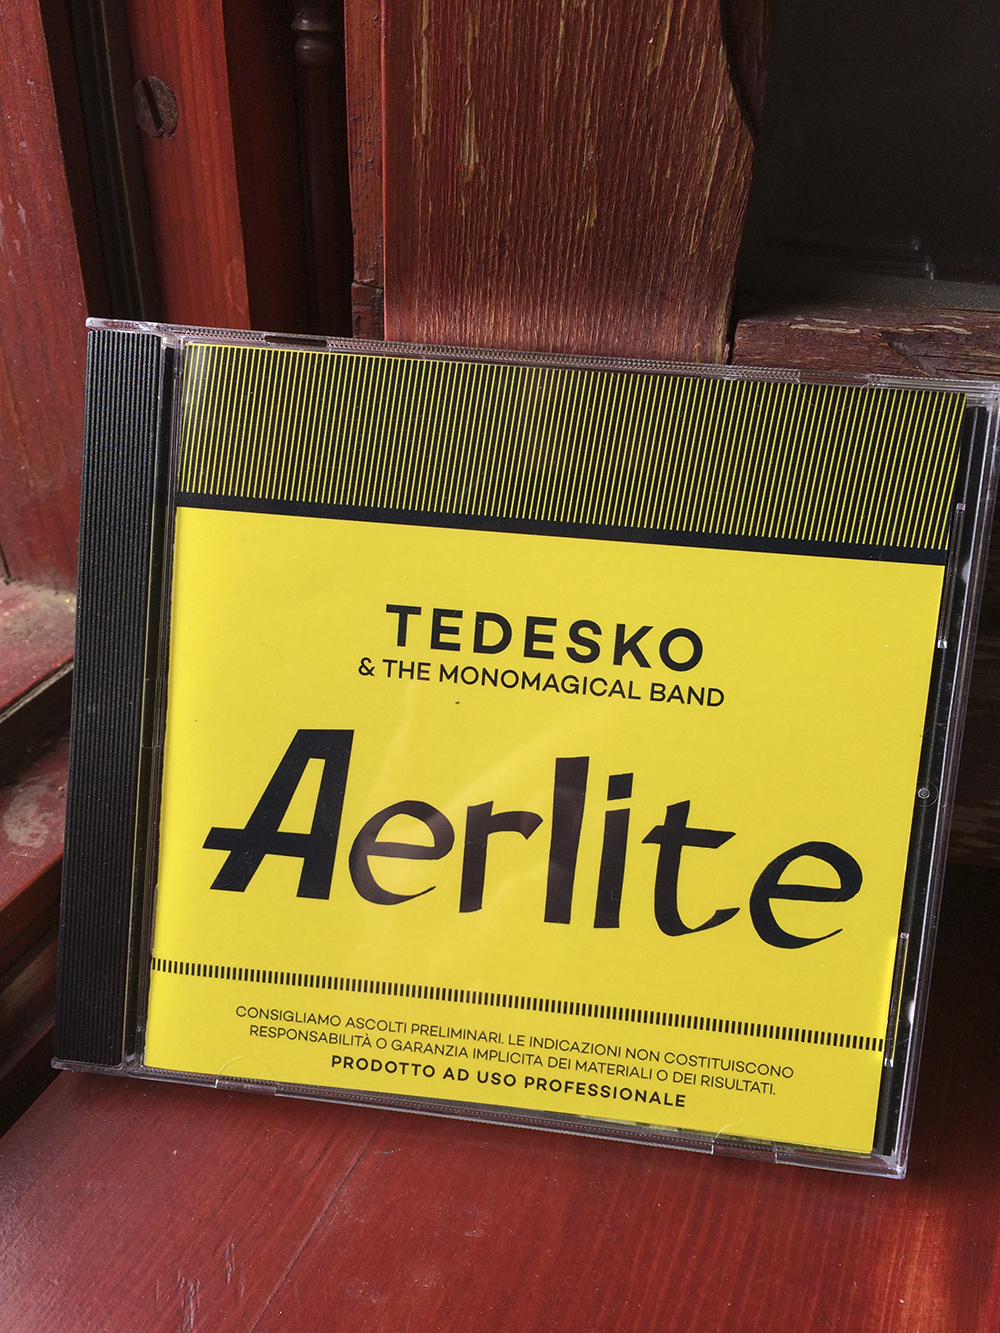 TEDESKO
& THE MONOMAGICAL BAND
Aerlite
CONSIGLIAMO ASCOLTI PRELIMINARI. LE INDICAZIONI NON COSTITUISCONO
RESPONSABILITÀ O GARANZIA IMPLICITA DEI MATERIALI O DEI RISULTATI.
PRODOTTO AD USO PROFESSIONALE